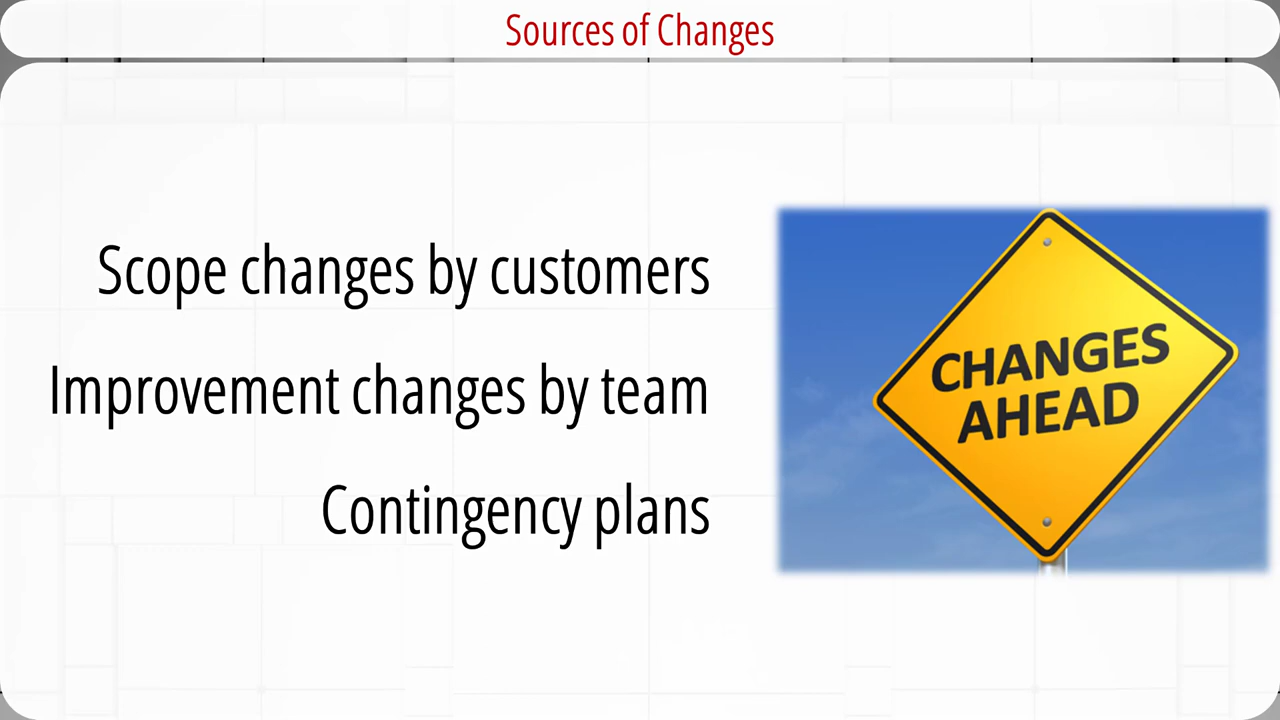 Sources of Changes
Scope changes by customers
Improvement changes by team
Contingency plans
CHANGES
AHEAD